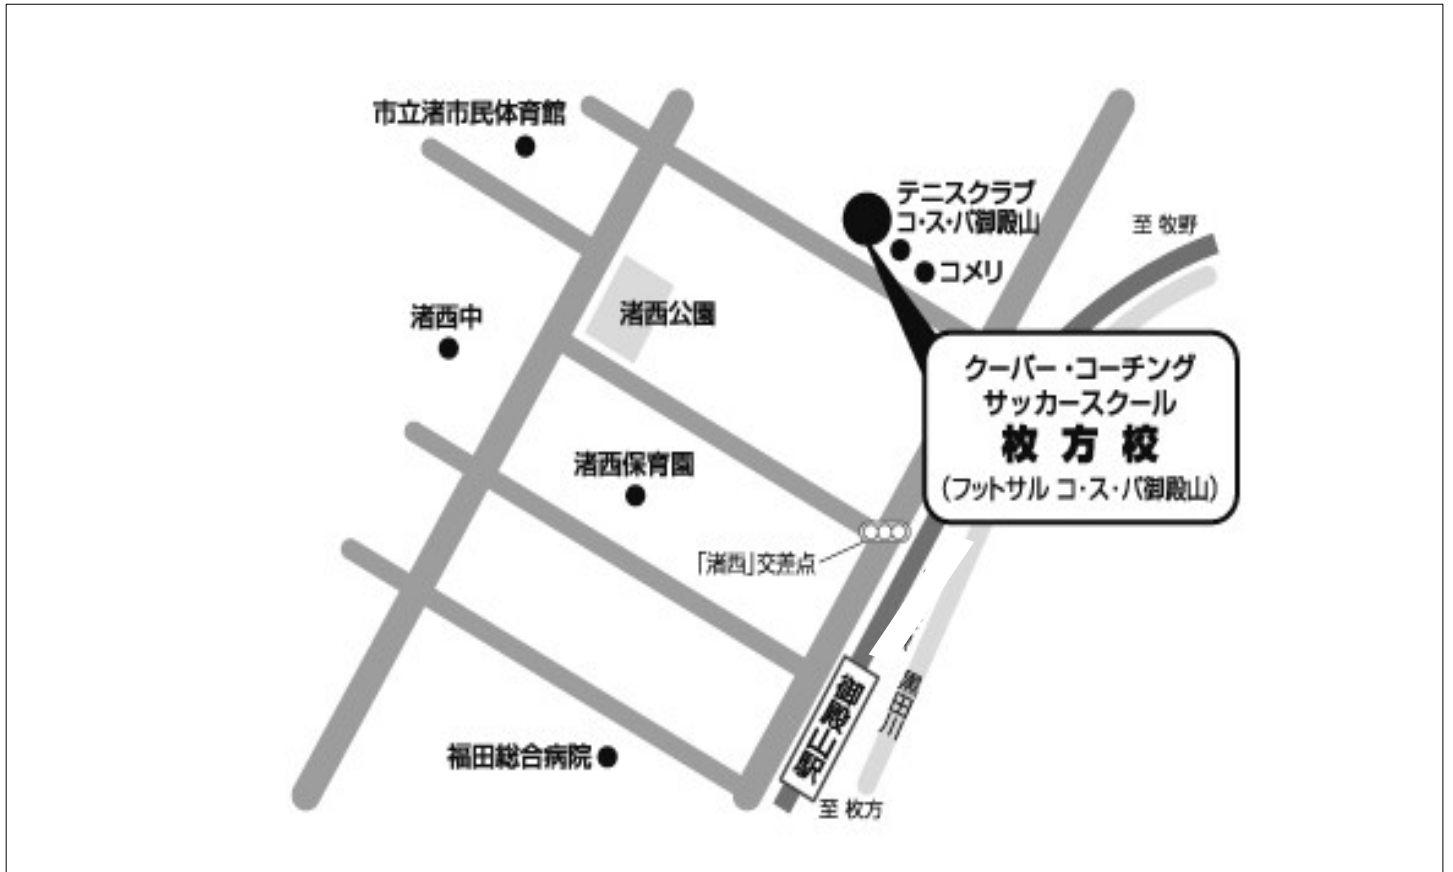 市立渚市民体育館
テニスクラブ
コ・ス・パ御殿山
至 牧野
コメリ
渚西中
渚西公園
クーバー・コーチング
サッカースクール
枚方校
(フットサル コ・ス・パ御殿山)
渚西保育園
「渚西」交差点
御殿山駅
黒田川
福田総合病院
至 枚方